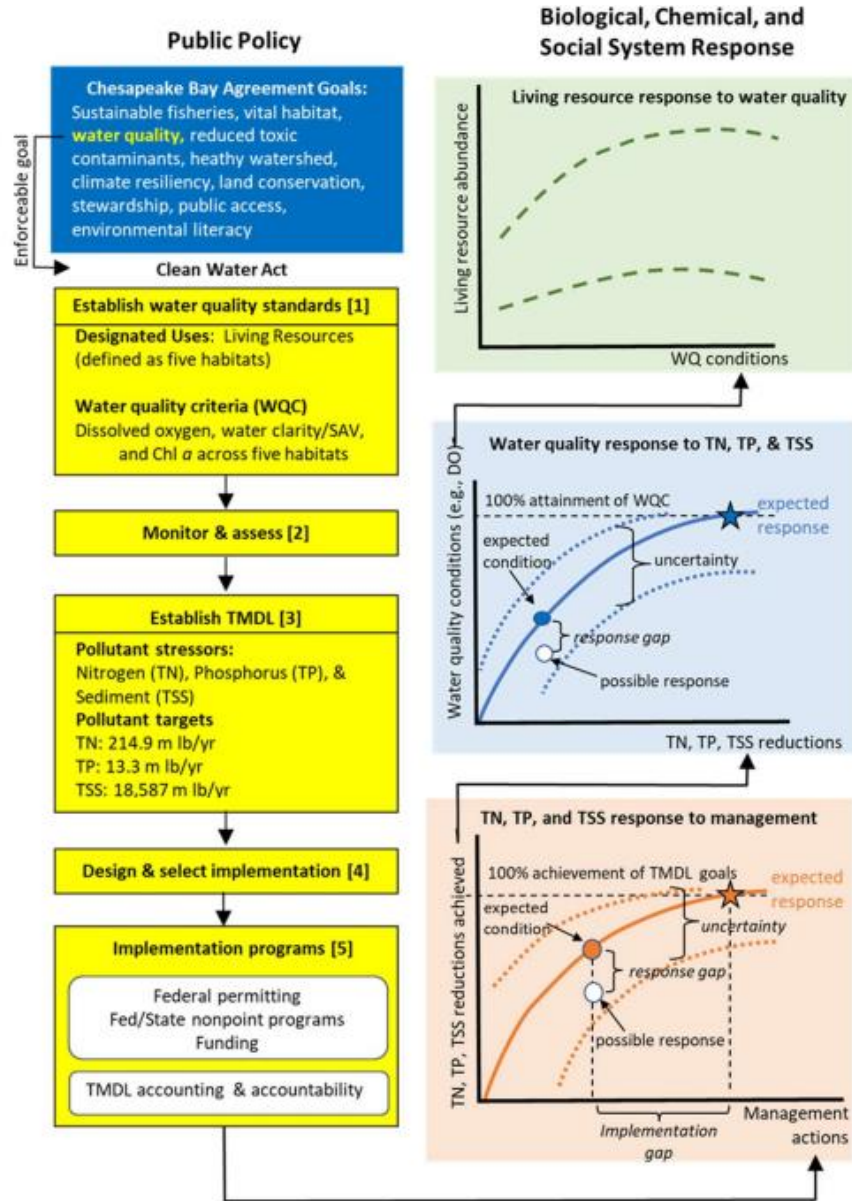 Public Policy
Chesapeake Bay Agreement Goals:
Sustainable fisheries, vital habitat,
water quality, reduced toxic
contaminants, heathy watershed,
climate resiliency, land conservation,
stewardship, public access,
environmental literacy
Enforceable goal
Clean Water Act
Establish water quality standards [1]
Designated Uses: Living Resources
(defined as five habitats)
Water quality criteria (WQC)
Dissolved oxygen, water clarity/SAV,
and Chl a across five habitats
Monitor & assess [2]
Establish TMDL [3]
Pollutant stressors:
Nitrogen (TN), Phosphorus (TP), &
Sediment (TSS)
Pollutant targets
TN: 214.9 m lb/yr
TP: 13.3 m lb/yr
TSS: 18,587 m lb/yr
Design & select implementation [4]
Implementation programs [5]
Federal permitting
Fed/State nonpoint programs
Funding
TMDL accounting & accountability
Biological, Chemical, and
Social System Response
Living resource response to water quality
Living resource abundance
WQ conditions
Water quality response to TN, TP, & TSS
Water quality conditions (e.g., DO)
100% attainment of WQC
expected
response
expected
condition
uncertainty
response gap
possible response
TN, TP, TSS reductions
TN, TP, and TSS response to management
TN, TP, TSS reductions achieved
100% achievement of TMDL goals
expected
response
expected
condition
uncertainty
response gap
possible response
Management
actions
Implementation
gap